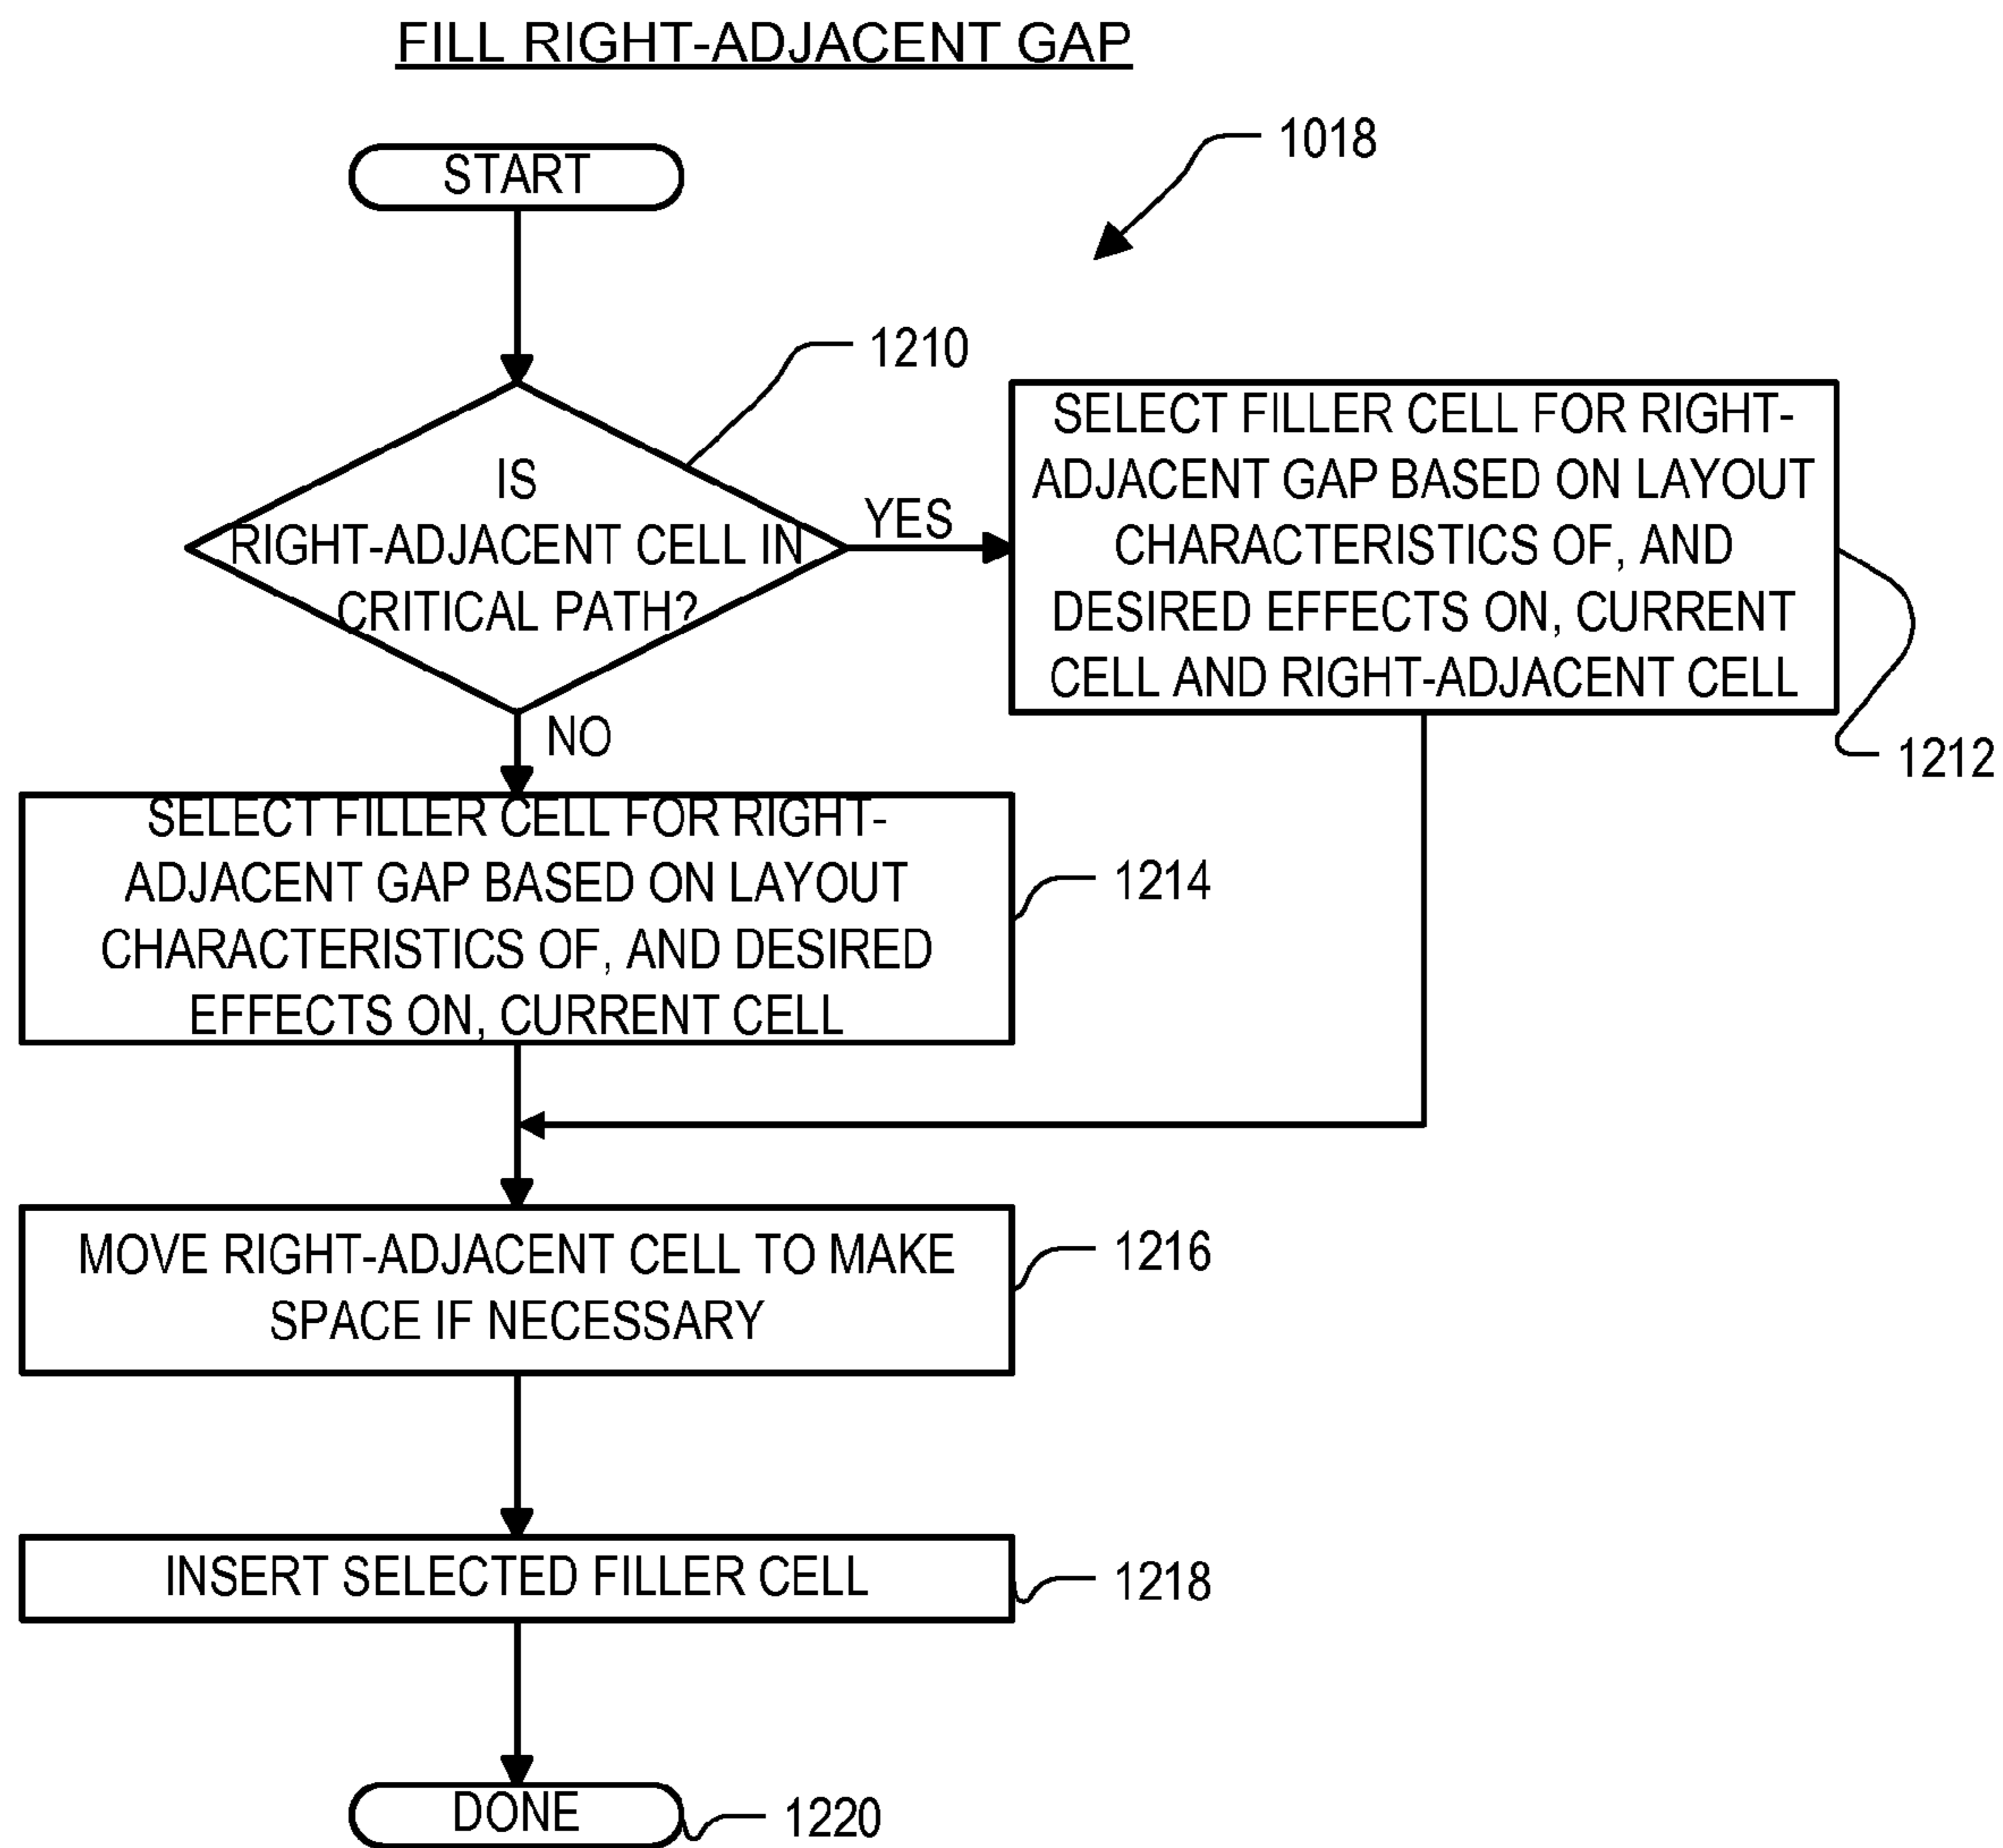 FILL RIGHT-ADJACENT GAP
1018
START
1210
IS
RIGHT-ADJACENT CELL IN
CRITICAL PATH?
YES
SELECT FILLER CELL FOR RIGHT-
ADJACENT GAP BASED ON LAYOUT
CHARACTERISTICS OF, AND
DESIRED EFFECTS ON, CURRENT
CELL AND RIGHT-ADJACENT CELL
1212
NO
SELECT FILLER CELL FOR RIGHT-
ADJACENT GAP BASED ON LAYOUT
CHARACTERISTICS OF, AND DESIRED
EFFECTS ON, CURRENT CELL
1214
MOVE RIGHT-ADJACENT CELL TO MAKE
SPACE IF NECESSARY
1216
INSERT SELECTED FILLER CELL
1218
DONE
1220